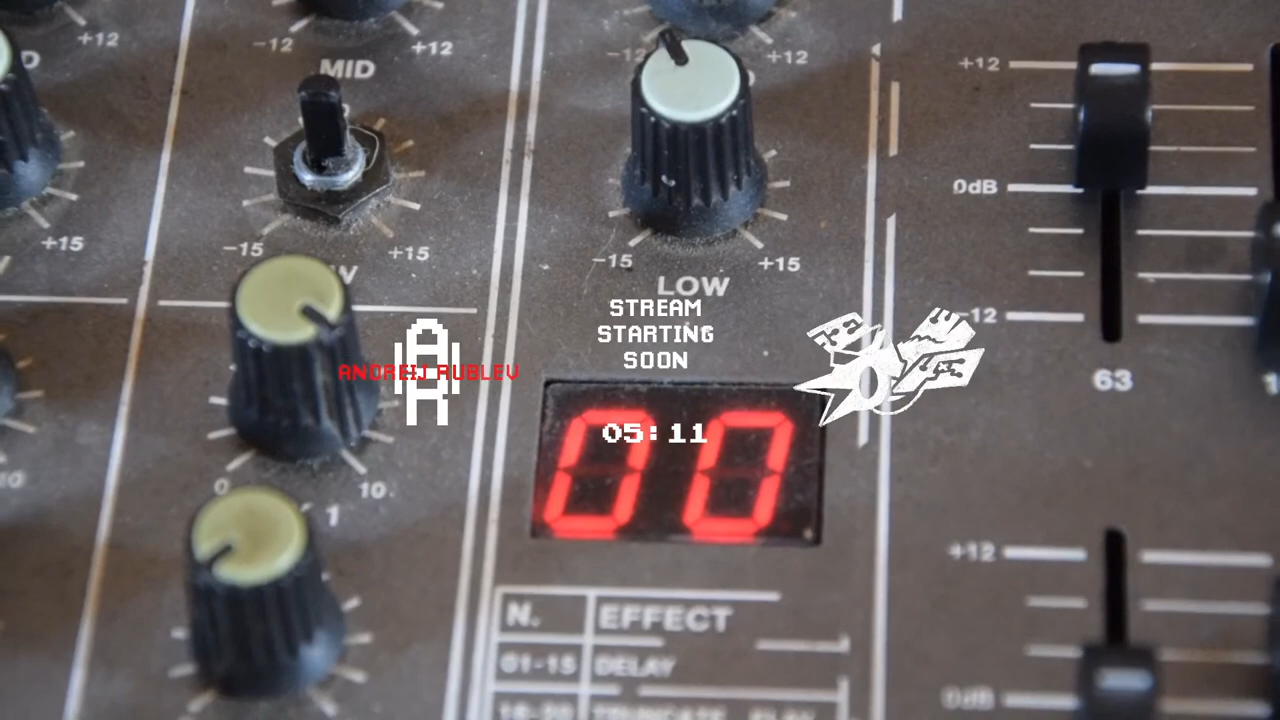 +12
-12
+12
-12
+12
+12
MID
0dB
+15
-15
+15
-15
+15
LOW
STREAM
STARTING
SOON
-12
ANDREIJ RUBLEV
AAR
63
05:11
00
0
10
1
+12
N. EFFECT
01-15 DELAY
0dB